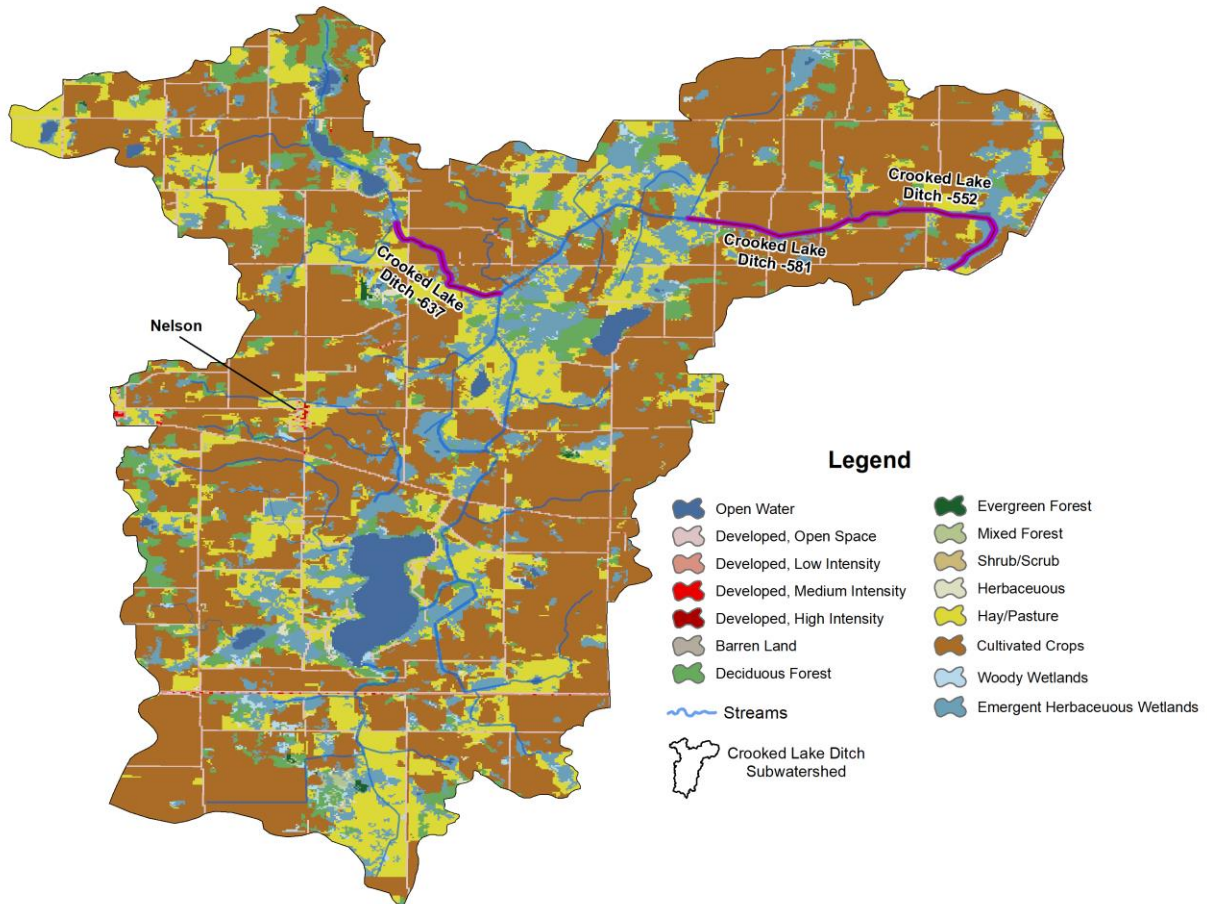 Crooked Lake
Ditch -552
Crooked Lake
Ditch -581
Crooked Lake
Ditch -637
Nelson
Legend
Open Water
Developed, Open Space
Developed, Low Intensity
Developed, Medium Intensity
Developed, High Intensity
Barren Land
Deciduous Forest
Streams
Crooked Lake Ditch
Subwatershed
Evergreen Forest
Mixed Forest
Shrub/Scrub
Herbaceuous
Hay/Pasture
Cultivated Crops
Woody Wetlands
Emergent Herbaceuous Wetlands